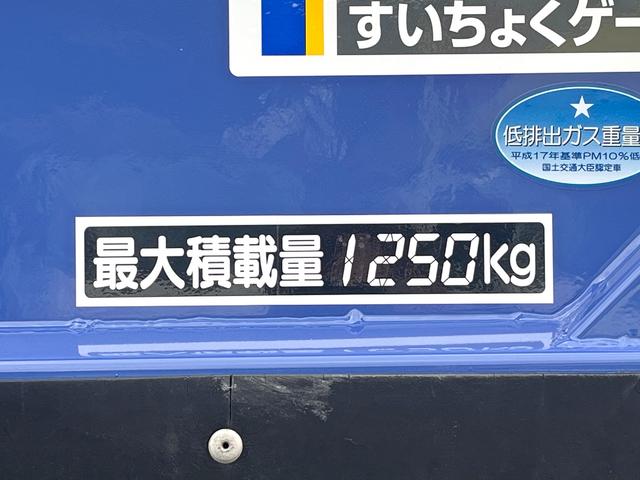 すいちょくゲー
低排出ガス重量
平成17年基準PM10%低
国土交通大臣認定車
最大積載量1250kg